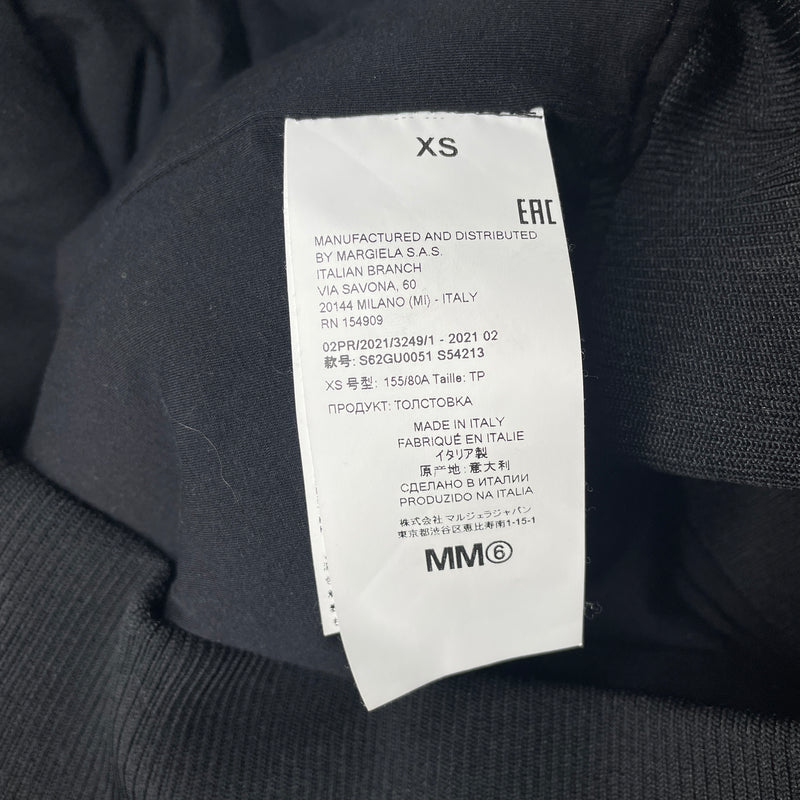 XS
EAC
MANUFACTURED AND DISTRIBUTED
BY MARGIELA S.A.S.
ITALIAN BRANCH
VIA SAVONA, 60
20144 MILANO (MI) - ITALY
RN 154909
02PR/2021/3249/1 - 2021 02
款号: S62GU0051 S54213
XS 号型: 155/80A Taille: TP
ПРОДУКТ: ТОЛСТОВКА
MADE IN ITALY
FABRIQUÉ EN ITALIE
イタリア製
原产地: 意大利
СДЕЛАНО В ИТАЛИИ
PRODUZIDO NA ITALIA
株式会社 マルジェラジャパン
東京都渋谷区恵比寿南1-15-1
MM⑥